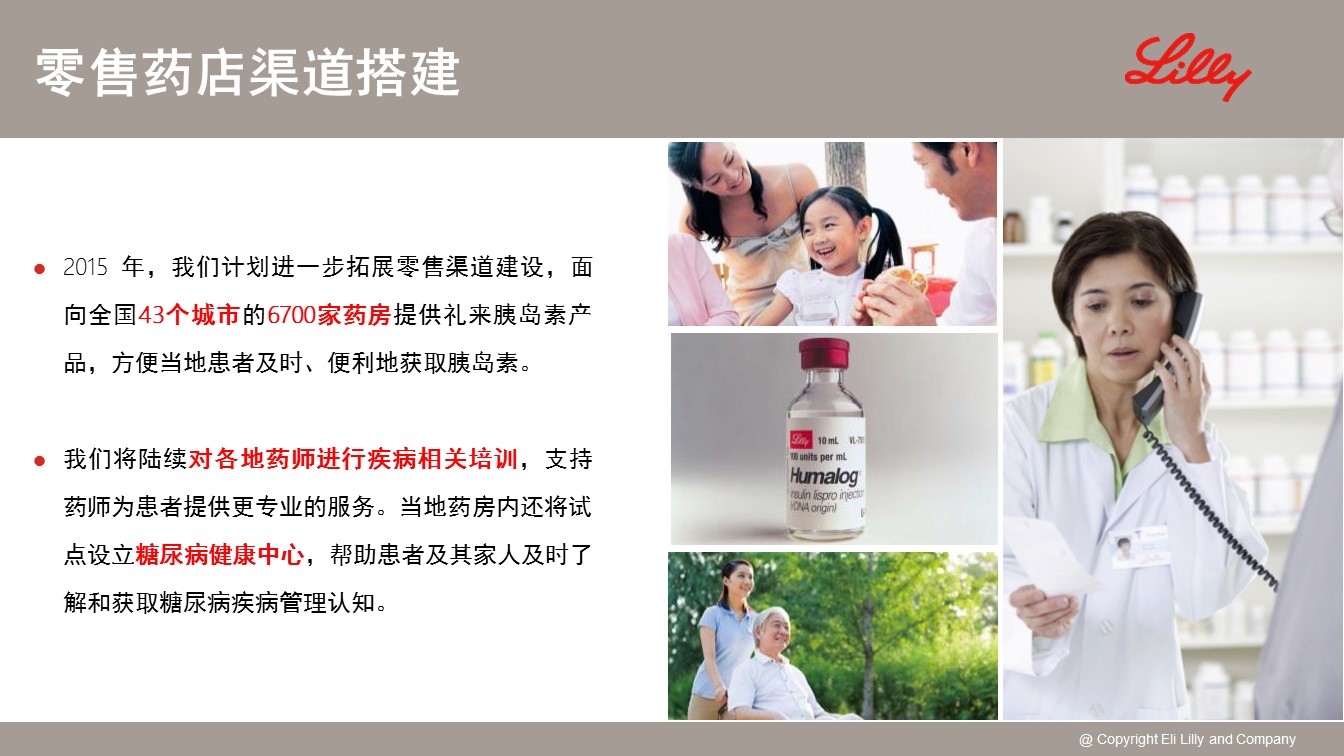 零售药店渠道搭建
Lilly
2015 年，我们计划进一步拓展零售渠道建设，面
向全国43个城市的6700家药房提供礼来胰岛素产
品，方便当地患者及时、便利地获取胰岛素。
我们将陆续对各地药师进行疾病相关培训，支持
药师为患者提供更专业的服务。当地药房内还将试
点设立糖尿病健康中心，帮助患者及其家人及时了
解和获取糖尿病疾病管理认知。
Lilly 10 mL VL-75
100 units per mL
Humalog
insulin lispro injection
rDNA origin)
@ Copyright Eli Lilly and Company